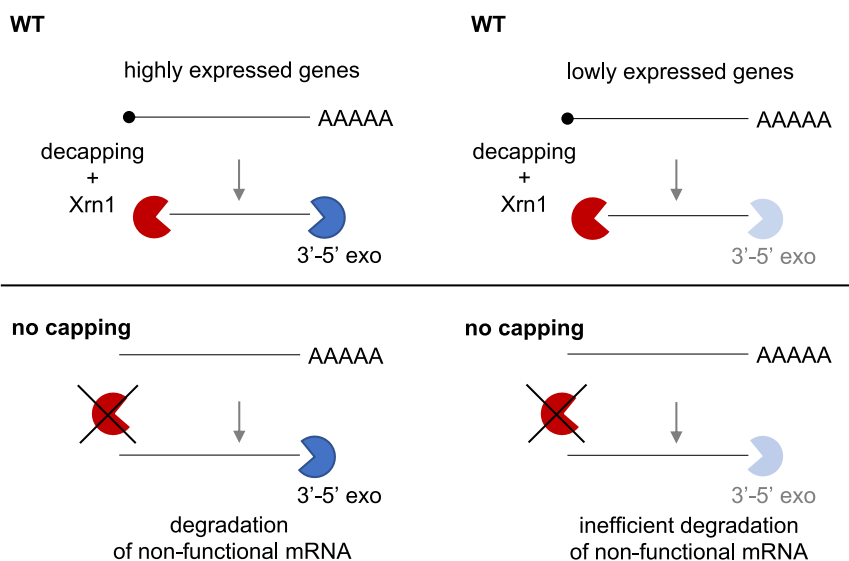 WT
highly expressed genes
AAAAA
decapping
+
Xrn1
3’-5’ exo
WT
lowly expressed genes
AAAAA
decapping
+
Xrn1
3’-5’ exo
no capping
AAAAA
3’-5’ exo
degradation
of non-functional mRNA
no capping
AAAAA
3’-5’ exo
inefficient degradation
of non-functional mRNA